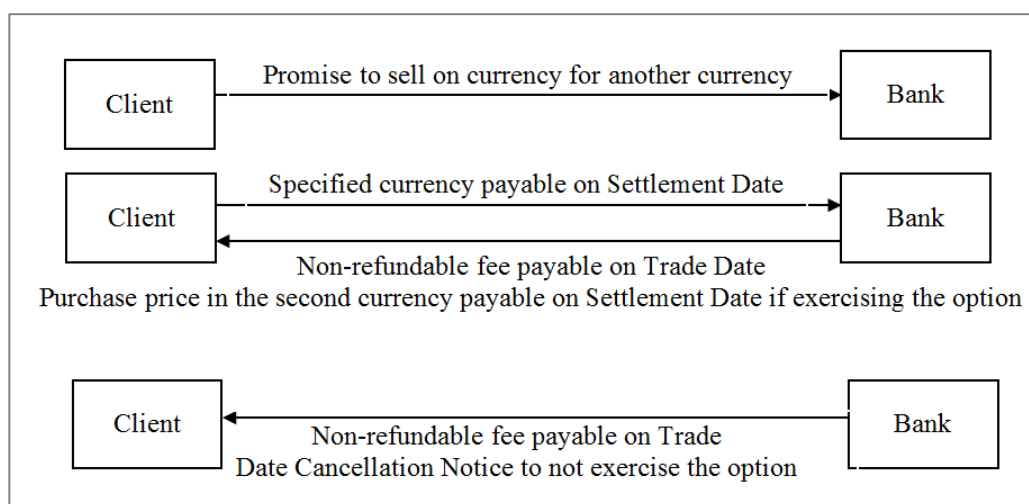 Promise to sell on currency for another currency
Client
Bank
Specified currency payable on Settlement Date
Client
Bank
Non-refundable fee payable on Trade Date
Purchase price in the second currency payable on Settlement Date if exercising the option
Client
Bank
Non-refundable fee payable on Trade
Date Cancellation Notice to not exercise the option